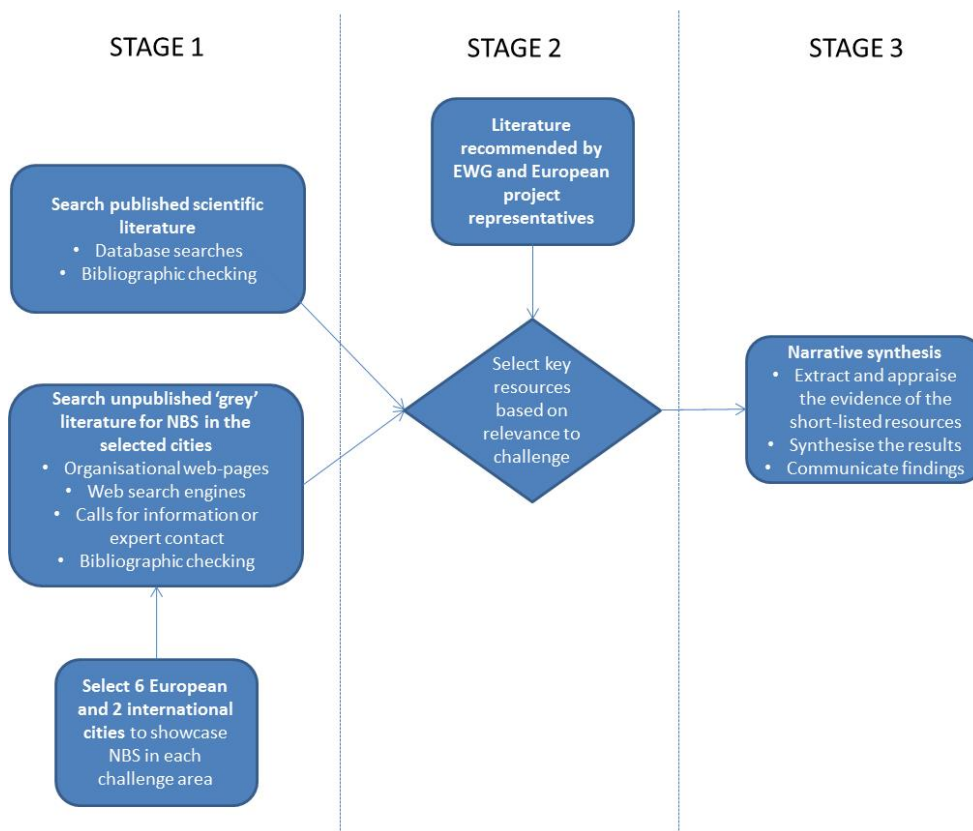 STAGE 1
STAGE 2
STAGE 3
Search published scientific
literature
• Database searches
• Bibliographic checking
Search unpublished ‘grey’
literature for NBS in the
selected cities
• Organisational web-pages
• Web search engines
• Calls for information or
expert contact
• Bibliographic checking
Select 6 European
and 2 international
cities to showcase
NBS in each
challenge area
Literature
recommended by
EWG and European
project
representatives
Select key
resources
based on
relevance to
challenge
Narrative synthesis
• Extract and appraise
the evidence of the
short-listed resources
• Synthesise the results
• Communicate findings